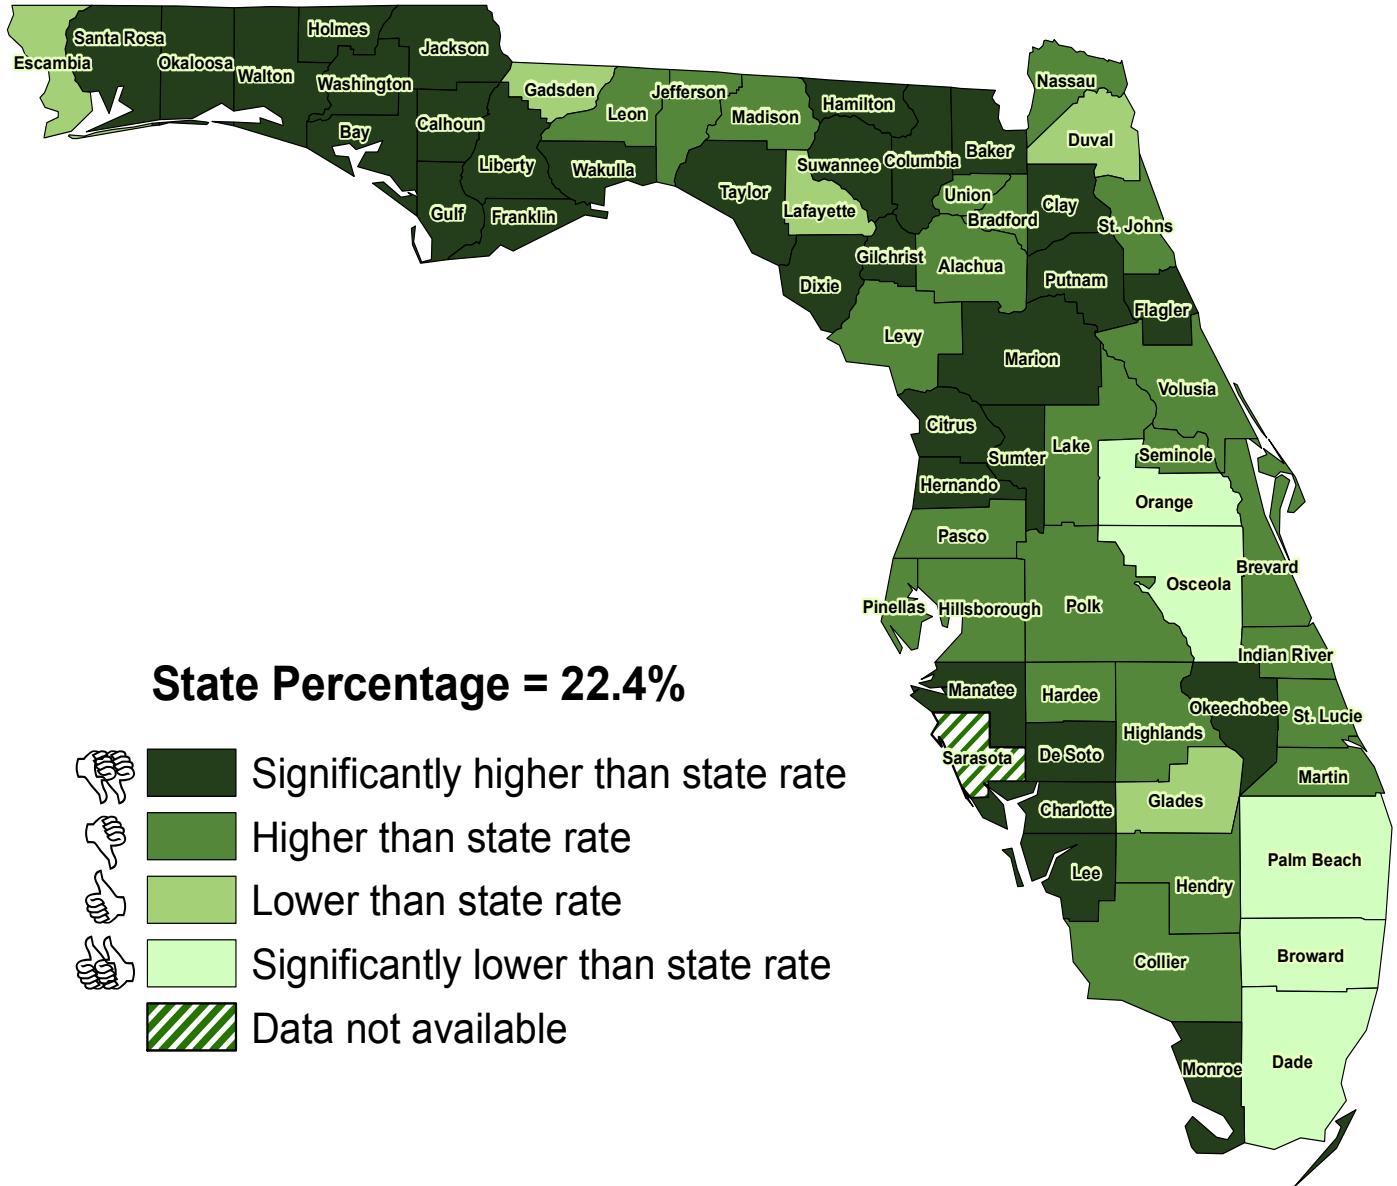 Holmes
Santa Rosa
Jackson
Escambia
Okaloosa
Walton
Washington
Nassau
Gadsden
Jefferson
Hamilton
Leon
Madison
Calhoun
Bay
Duval
Baker
Columbia
Suwannee
Liberty
Wakulla
Taylor
Union
Clay
Lafayette
Gulf
Franklin
Bradford
St. Johns
Gilchrist
Alachua
Dixie
Putnam
Flagler
Levy
Marion
Volusia
Citrus
Lake
Sumter
Seminole
Hernando
Orange
Pasco
Brevard
Osceola
Pinellas
Hillsborough
Polk
Indian River
Manatee
Hardee
Okeechobee
St. Lucie
Highlands
Sarasota
De Soto
Martin
Charlotte
Glades
Palm Beach
Lee
Hendry
Collier
Broward
Monroe
Dade
State Percentage = 22.4%
Significantly higher than state rate
Higher than state rate
Lower than state rate
Significantly lower than state rate
Data not available